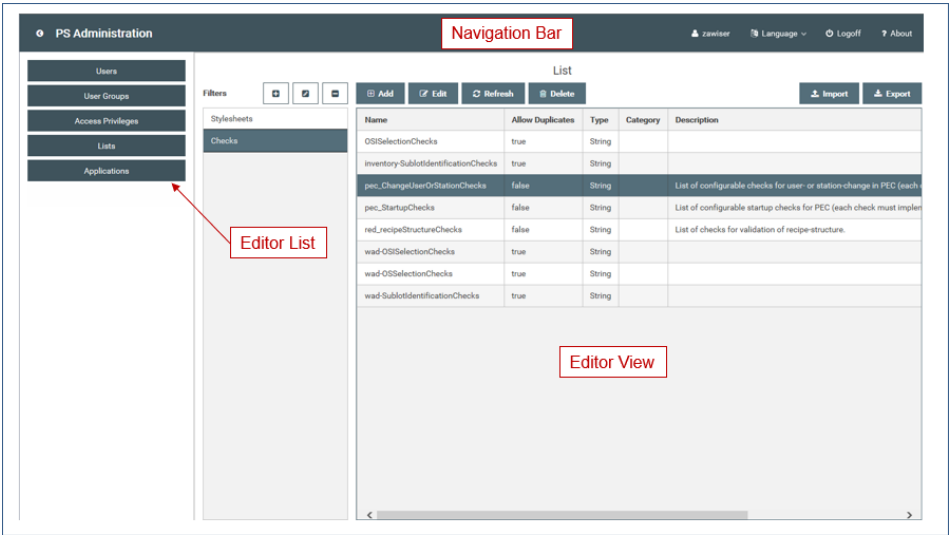 PS Administration
Navigation Bar
zawiser
Language
Logoff
? About
Users
User Groups
Access Privileges
Lists
Applications
Editor List
List
Filters
Add
Edit
Refresh
Delete
Import
Export
Stylesheets
Checks
Name Allow Duplicates Type Category Description
OSISelectionChecks true String
inventory-SublotIdentificationChecks true String
pec_ChangeUserOrStationChecks false String List of configurable checks for user- or station-change in PEC (each
pec_StartupChecks false String List of configurable startup checks for PEC (each check must implem
red_recipeStructureChecks false String List of checks for validation of recipe-structure.
wad-OSISelectionChecks true String
wad-OSSelectionChecks true String
wad-SublotIdentificationChecks true String
Editor View